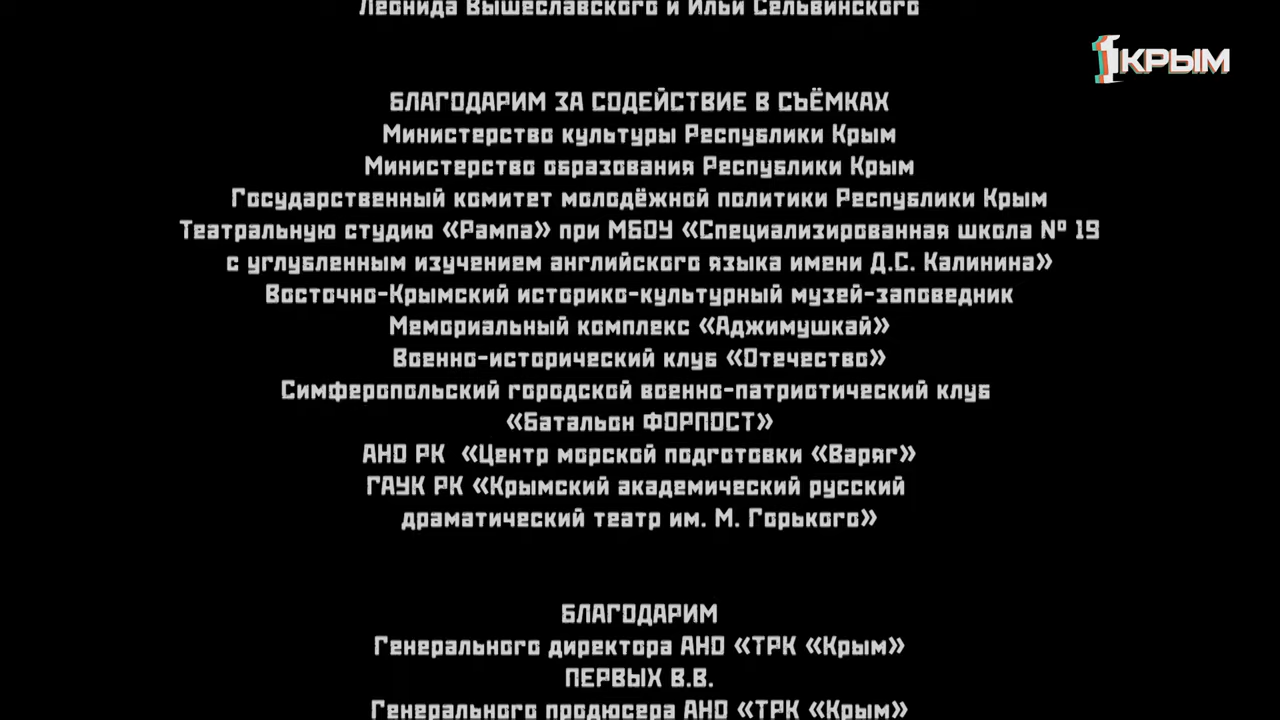 Леонида Вышеславского и Ильи Сельвинского
1КРЫМ
БЛАГОДАРИМ ЗА СОДЕЙСТВИЕ В СЪЁМКАХ
Министерство культуры Республики Крым
Министерство образования Республики Крым
Государственный комитет молодёжной политики Республики Крым
Театральную студию «Рампа» при МБОУ «Специализированная школа № 19
с углубленным изучением английского языка имени Д.С. Калинина»
Восточно-Крымский историко-культурный музей-заповедник
Мемориальный комплекс «Аджимушкай»
Военно-исторический клуб «Отечество»
Симферопольский городской военно-патриотический клуб
«Батальон ФОРПОСТ»
АНО РК «Центр морской подготовки «Варяг»
ГАУК РК «Крымский академический русский
драматический театр им. М. Горького»
БЛАГОДАРИМ
Генерального директора АНО «ТРК «Крым»
ПЕРВЫХ В.В.
Генерального продюсера АНО «ТРК «Крым»